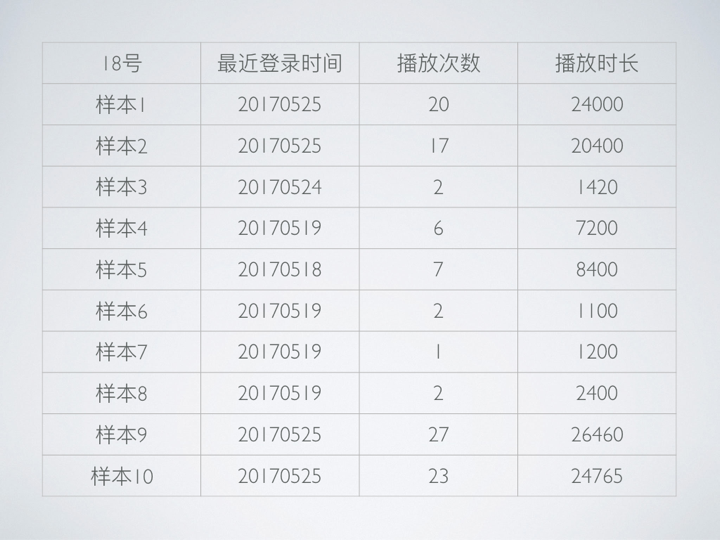 18号 最近登录时间 播放次数 播放时长
样本1 20170525 20 24000
样本2 20170525 17 20400
样本3 20170524 2 1420
样本4 20170519 6 7200
样本5 20170518 7 8400
样本6 20170519 2 1100
样本7 20170519 1 1200
样本8 20170519 2 2400
样本9 20170525 27 26460
样本10 20170525 23 24765